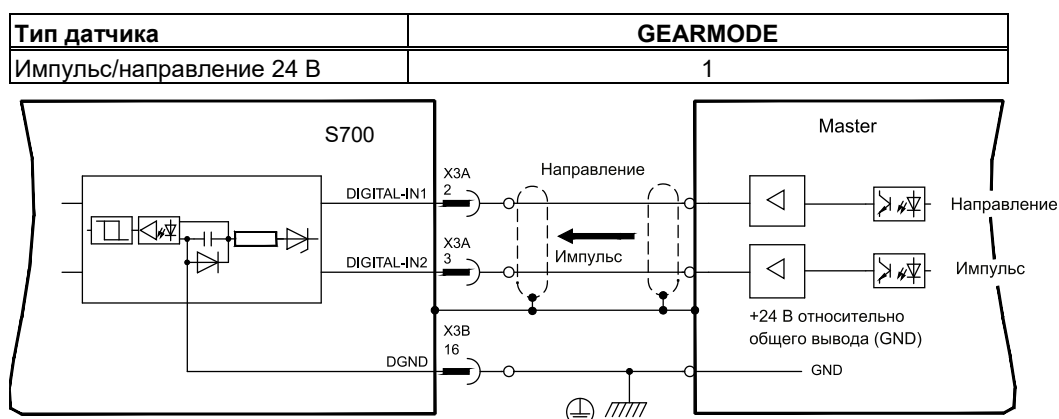 Тип датчика GEARMODE
Импульс/направление 24 В 1
S700
Master
DIGITAL-IN1
X3A
2
Направление
Направление
DIGITAL-IN2
X3A
3
Импульс
Импульс
+24 В относительно
общего вывода (GND)
X3B
16
DGND
GND